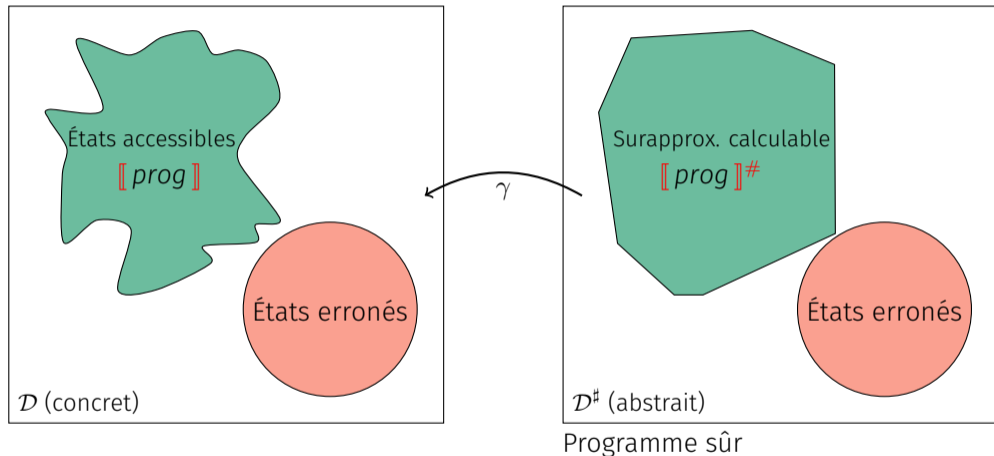 États accessibles
⟦ prog ⟧
États erronés
𝒟 (concret)
γ
Surapprox. calculable
⟦ prog ⟧#
États erronés
𝒟♯ (abstrait)
Programme sûr